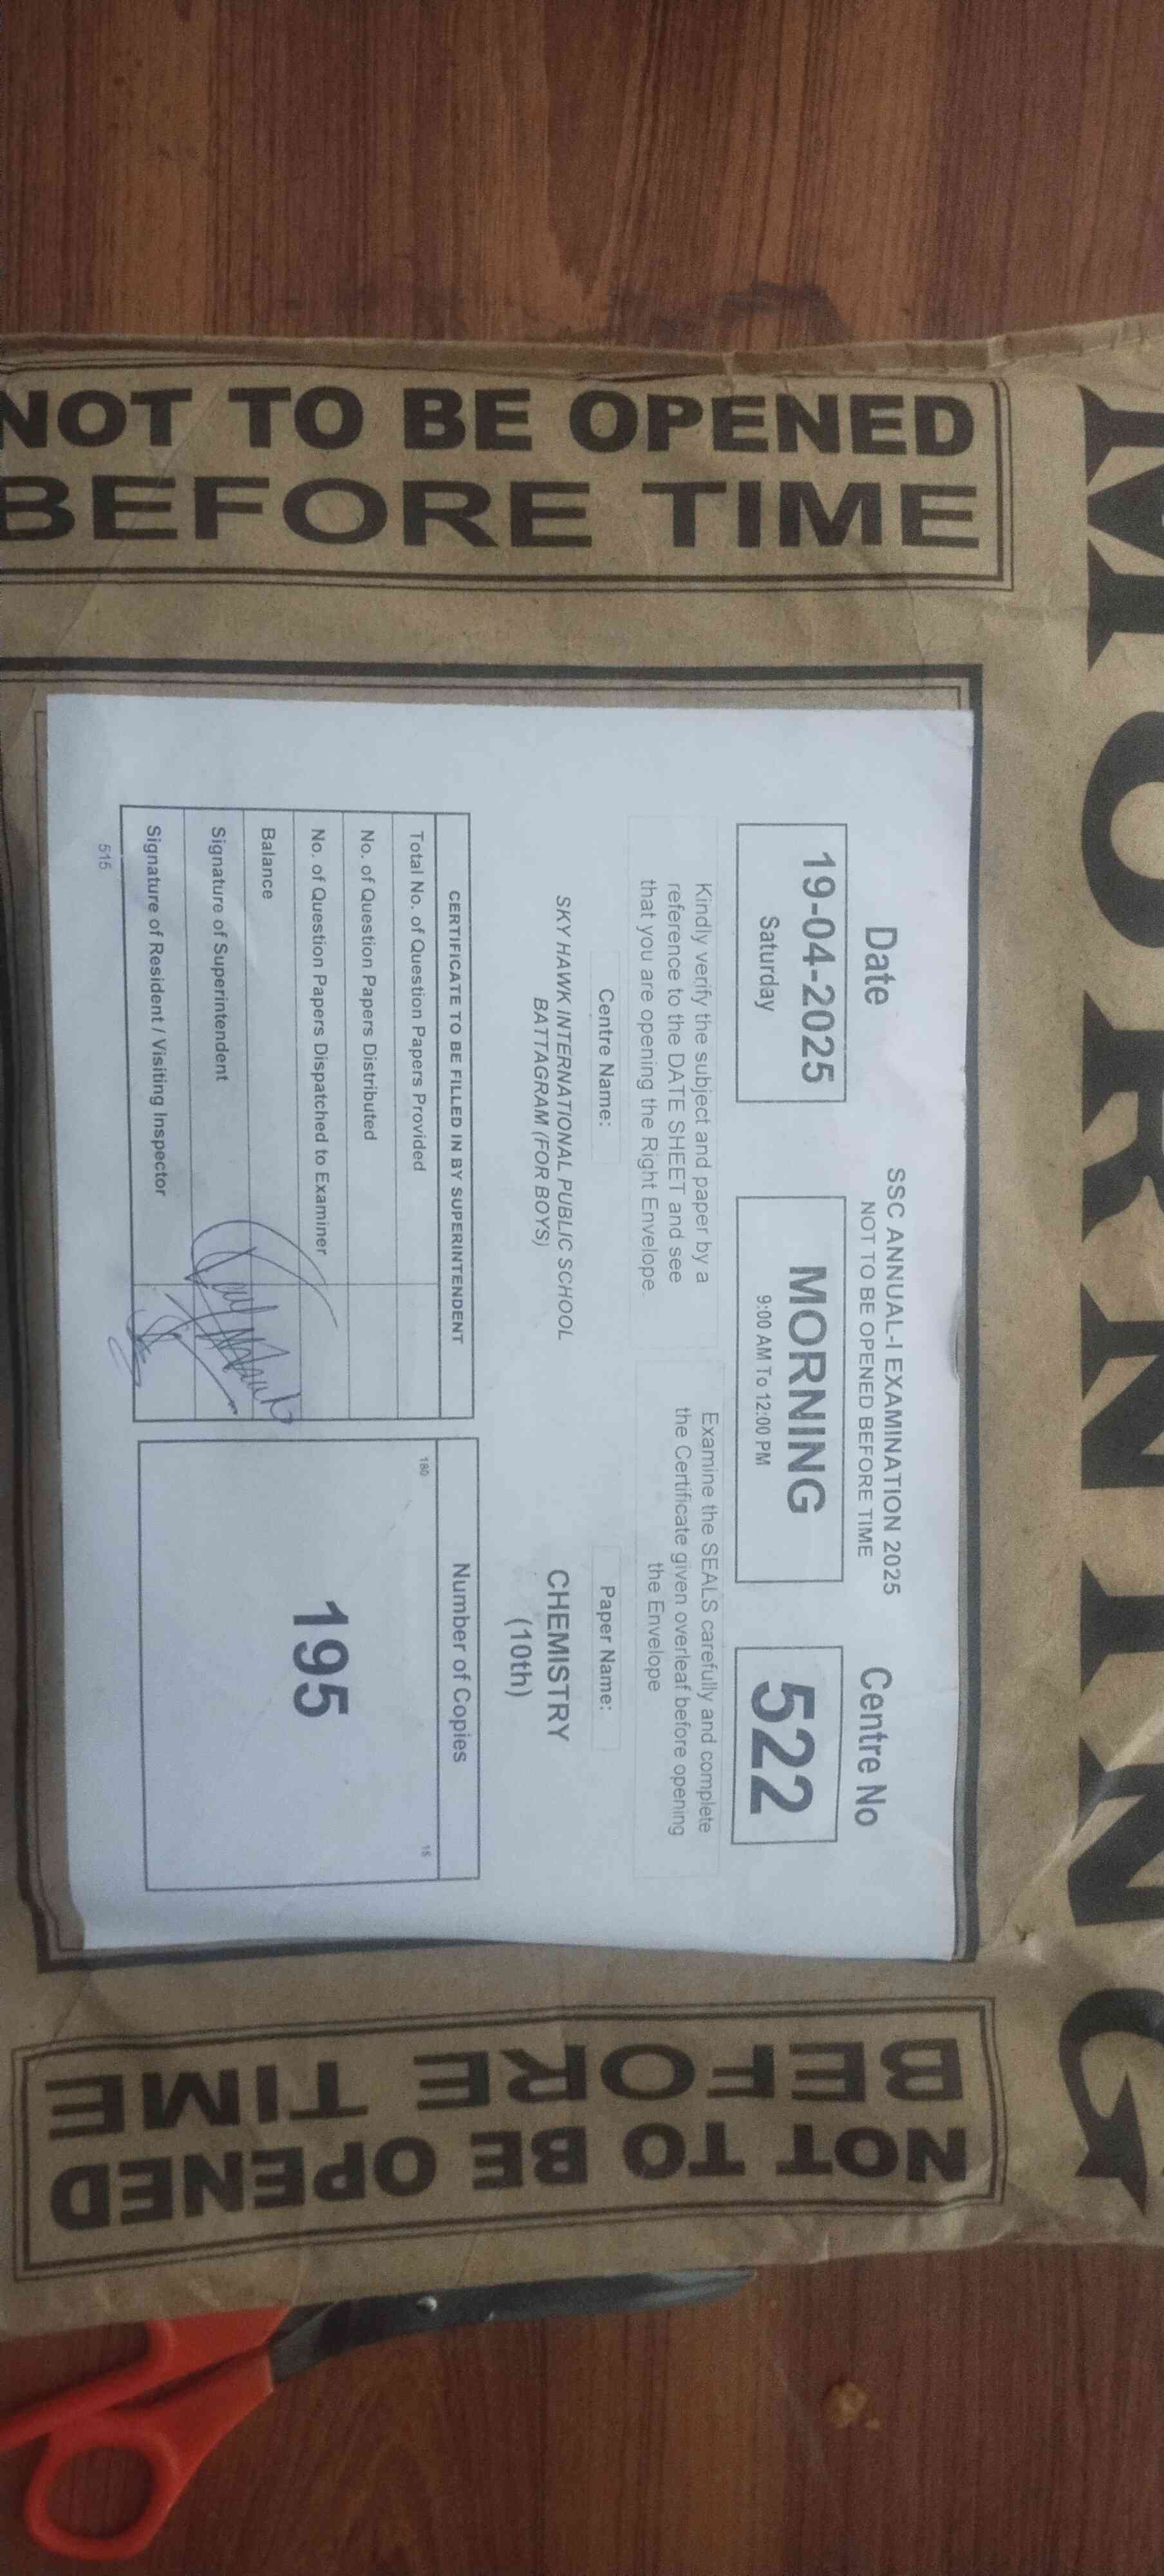 MORNING
NOT TO BE OPENED
BEFORE TIME
SSC ANNUAL-I EXAMINATION 2025
NOT TO BE OPENED BEFORE TIME
Date
Centre No
19-04-2025
Saturday
MORNING
9:00 AM To 12:00 PM
522
Kindly verify the subject and paper by a
reference to the DATE SHEET and see
that you are opening the Right Envelope.
Examine the SEALS carefully and complete
the Certificate given overleaf before opening
the Envelope
Centre Name:
SKY HAWK INTERNATIONAL PUBLIC SCHOOL
BATTAGRAM (FOR BOYS)
Paper Name:
CHEMISTRY
(10th)
CERTIFICATE TO BE FILLED IN BY SUPERINTENDENT
Total No. of Question Papers Provided
No. of Question Papers Distributed
No. of Question Papers Dispatched to Examiner
Balance
Signature of Superintendent
Signature of Resident / Visiting Inspector
515
Number of Copies
180
15
195
NOT TO BE OPENED
BEFORE TIME